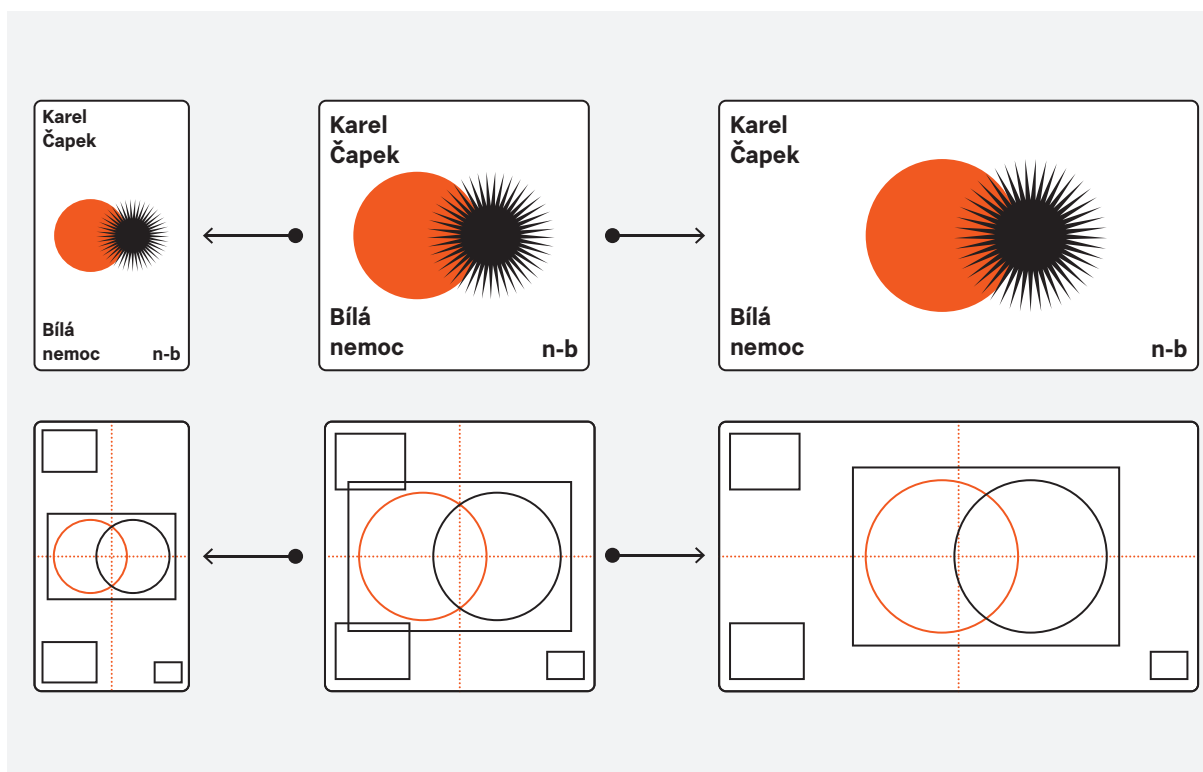 Karel
Čapek
Bílá
nemoc
n-b
Karel
Čapek
Bílá
nemoc
n-b
Karel
Čapek
Bílá
nemoc
n-b